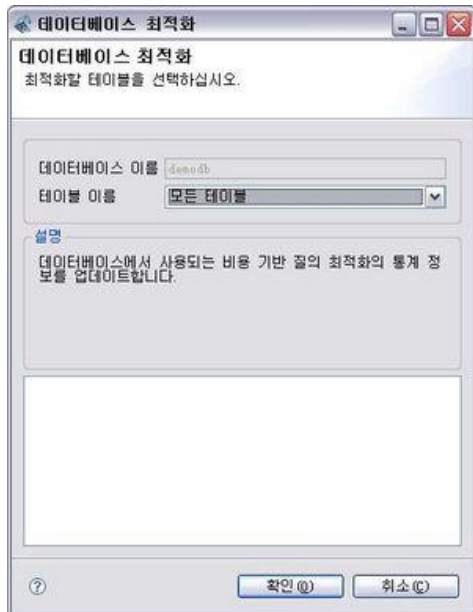 데이터베이스 최적화
데이터베이스 최적화
최적화할 테이블을 선택하십시오.
데이터베이스 이름 demodb
테이블 이름 모든 테이블
설명
데이터베이스에서 사용되는 비용 기반 질의 최적화의 통계 정
보를 업데이트합니다.
확인(O) 취소(C)